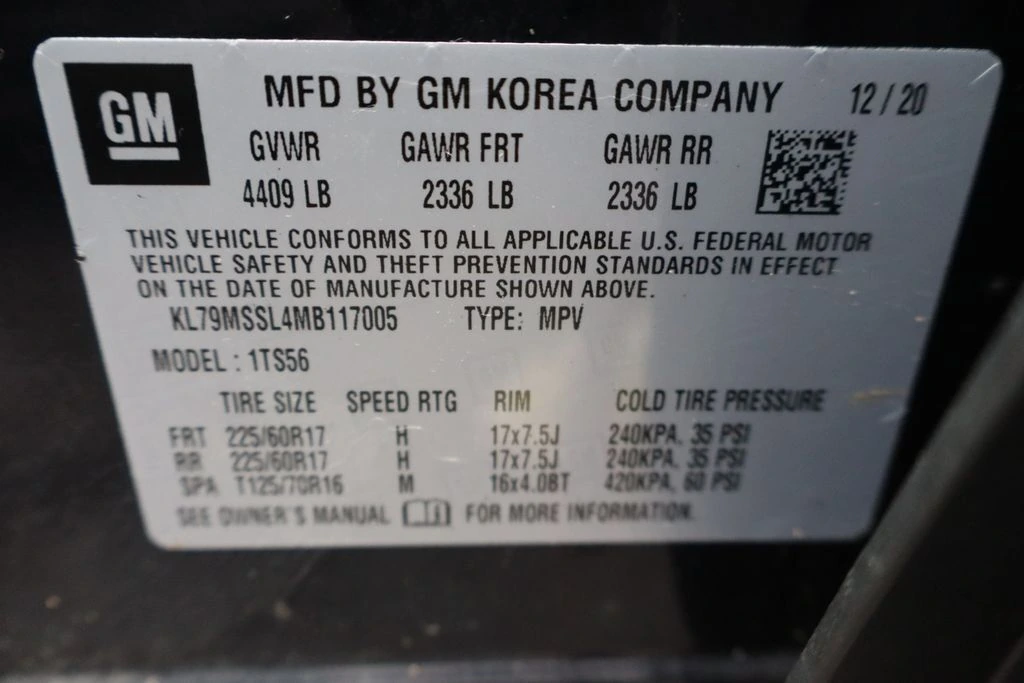 GM
MFD BY GM KOREA COMPANY 12/20
GVWR GAWR FRT GAWR RR
4409 LB 2336 LB 2336 LB
THIS VEHICLE CONFORMS TO ALL APPLICABLE U.S. FEDERAL MOTOR
VEHICLE SAFETY AND THEFT PREVENTION STANDARDS IN EFFECT
ON THE DATE OF MANUFACTURE SHOWN ABOVE.
KL79MSSL4MB117005 TYPE: MPV
MODEL : 1TS56
TIRE SIZE SPEED RTG RIM COLD TIRE PRESSURE
FRT 225/60R17 H 17x7.5J 240KPA, 35 PSI
RR 225/60R17 H 17x7.5J 240KPA, 35 PSI
SPA T125/70R16 M 16x4.0BT 420KPA, 60 PSI
SEE OWNER'S MANUAL FOR MORE INFORMATION.